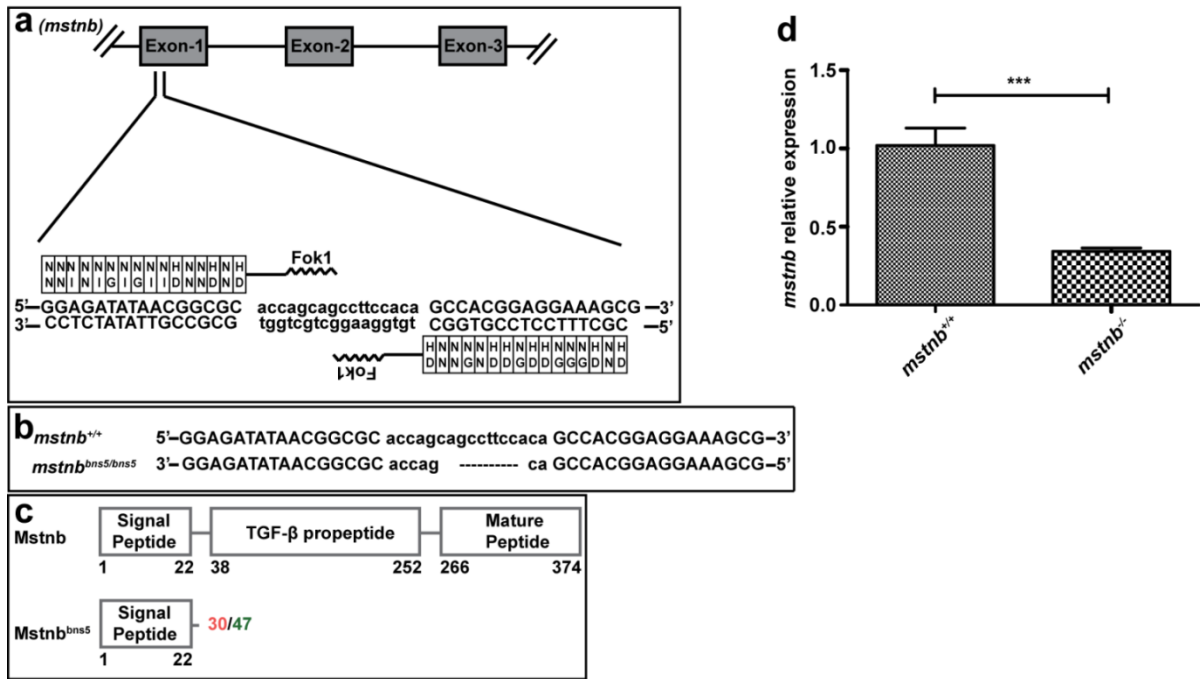 a (mstnb)
Exon-1 Exon-2 Exon-3
Fok1
N N N N N N N N N N H N N H N H
N N I N I G I G I I D N N D N D
5’–GGAGATATAACGGCGC accagcagccttccaca GCCACGGAGGAAAGCG –3’
3’– CCTCTATATTGCCGCG tggtcgtcggaaggtgt CGGTGCCTCCTTTCGC –5’
H N N N N H H N H H N N N H N H
D N N G N D D G D D G G G D N D
Fok1
b
mstnb+/+ 5’–GGAGATATAACGGCGC accagcagccttccaca GCCACGGAGGAAAGCG–3’
mstnbbns5/bns5 3’–GGAGATATAACGGCGC accag ---------- ca GCCACGGAGGAAAGCG–5’
c
Mstnb
Signal
Peptide
TGF-β propeptide
Mature
Peptide
1 22 38 252 266 374
Mstnbbns5
Signal
Peptide
30/47
1 22
d
mstnb relative expression
1.5
1.0
0.5
0.0
***
mstnb+/+
mstnb-/-